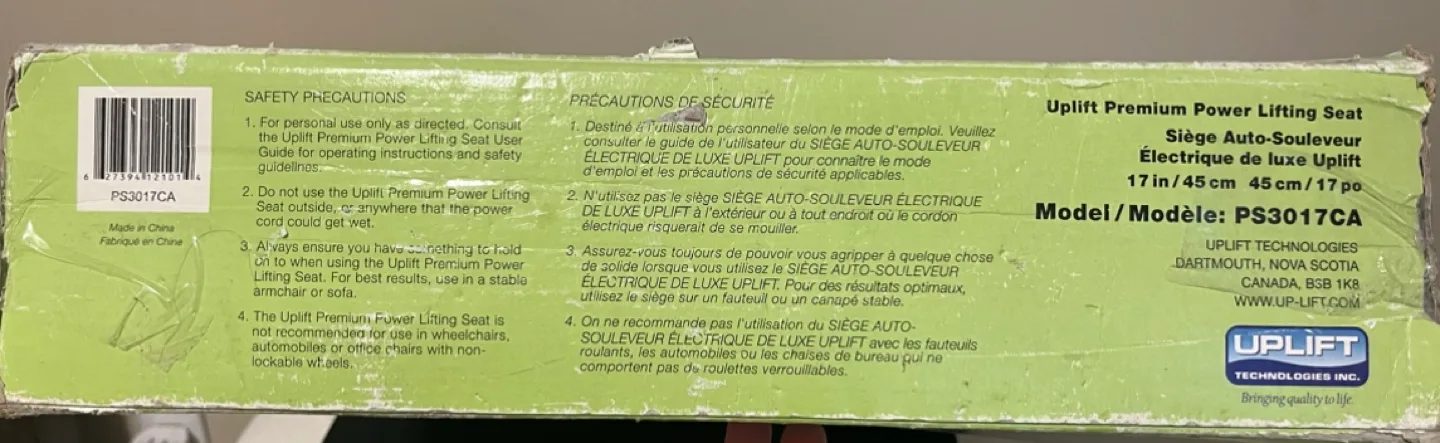 6 27394 12101 4
PS3017CA
Made in China
Fabriqué en Chine
SAFETY PRECAUTIONS
1. For personal use only as directed. Consult
the Uplift Premium Power Lifting Seat User
Guide for operating instructions and safety
guidelines.
2. Do not use the Uplift Premium Power Lifting
Seat outside, or anywhere that the power
cord could get wet.
3. Always ensure you have something to hold
on to when using the Uplift Premium Power
Lifting Seat. For best results, use in a stable
armchair or sofa.
4. The Uplift Premium Power Lifting Seat is
not recommended for use in wheelchairs,
automobiles or office chairs with non-
lockable wheels.
PRÉCAUTIONS DE SÉCURITÉ
1. Destiné à l'utilisation personnelle selon le mode d'emploi. Veuillez
consulter le guide de l'utilisateur du SIÈGE AUTO-SOULEVEUR
ÉLECTRIQUE DE LUXE UPLIFT pour connaître le mode
d'emploi et les précautions de sécurité applicables.
2. N'utilisez pas le siège SIÈGE AUTO-SOULEVEUR ÉLECTRIQUE
DE LUXE UPLIFT à l'extérieur ou à tout endroit où le cordon
électrique risquerait de se mouiller.
3. Assurez-vous toujours de pouvoir vous agripper à quelque chose
de solide lorsque vous utilisez le SIÈGE AUTO-SOULEVEUR
ÉLECTRIQUE DE LUXE UPLIFT. Pour des résultats optimaux,
utilisez le siège sur un fauteuil ou un canapé stable.
4. On ne recommande pas l'utilisation du SIÈGE AUTO-
SOULEVEUR ÉLECTRIQUE DE LUXE UPLIFT avec les fauteuils
roulants, les automobiles ou les chaises de bureau qui ne
comportent pas de roulettes verrouillables.
Uplift Premium Power Lifting Seat
Siège Auto-Souleveur
Électrique de luxe Uplift
17 in / 45 cm 45 cm / 17 po
Model / Modèle: PS3017CA
UPLIFT TECHNOLOGIES
DARTMOUTH, NOVA SCOTIA
CANADA, B3B 1K8
WWW.UP-LIFT.COM
UPLIFT
TECHNOLOGIES INC.
Bringing quality to life.